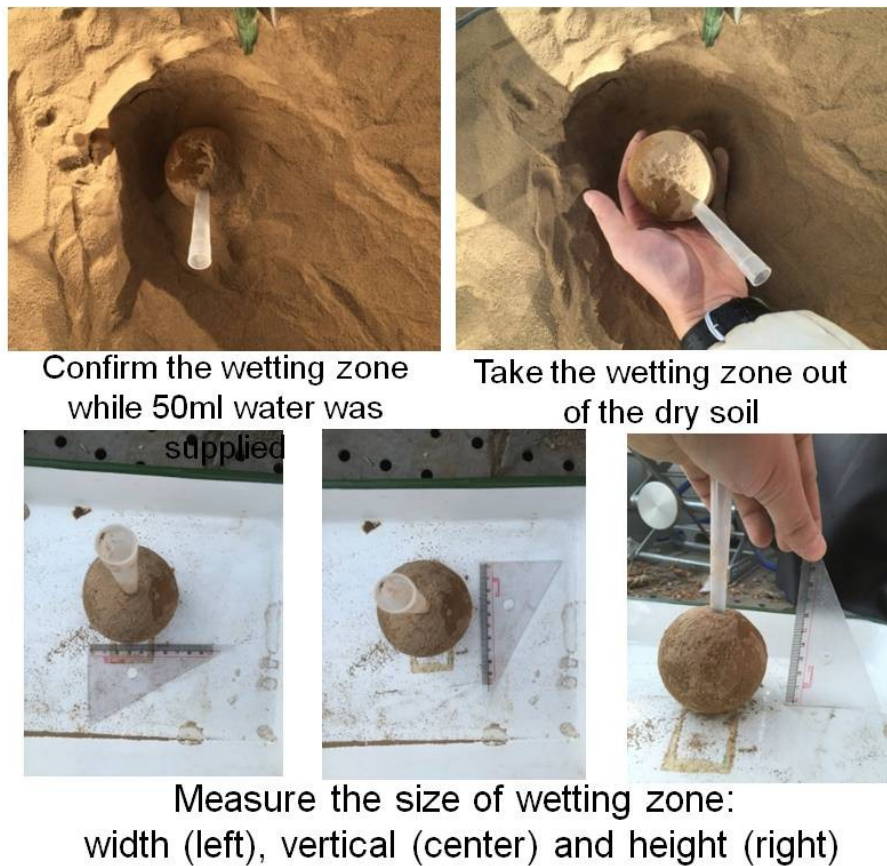 Confirm the wetting zone
while 50ml water was
supplied
Take the wetting zone out
of the dry soil
Measure the size of wetting zone:
width (left), vertical (center) and height (right)